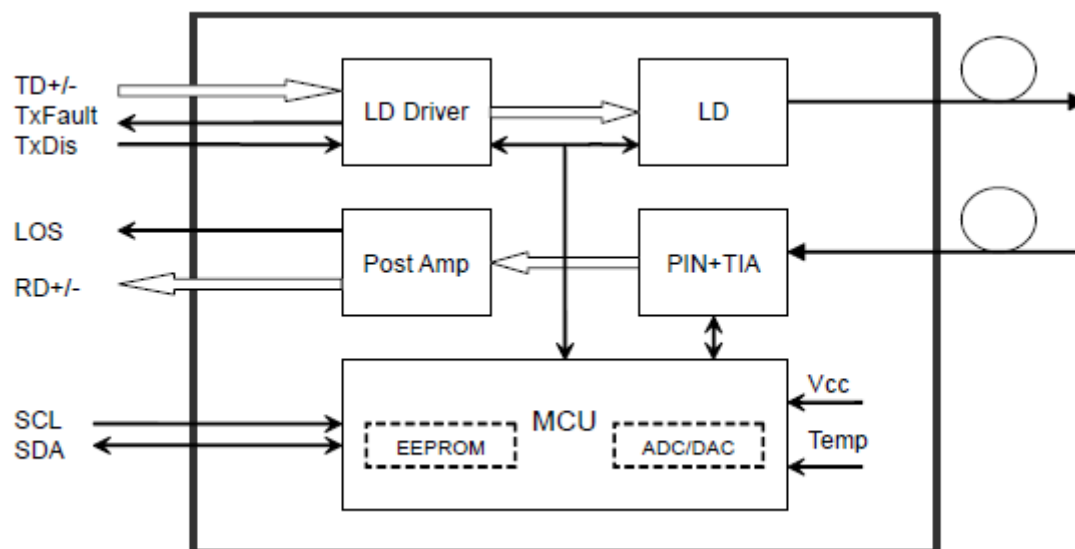 TD+/-
TxFault
TxDis
LD Driver
LD
LOS
RD+/-
Post Amp
PIN+TIA
SCL
SDA
MCU
EEPROM
ADC/DAC
Vcc
Temp